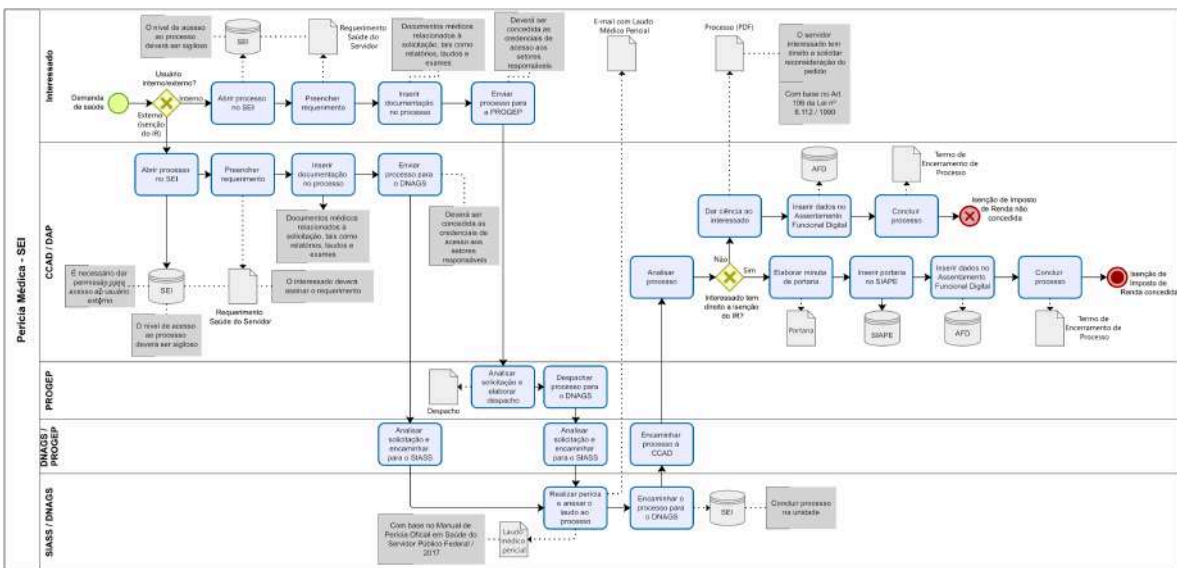 Perícia Médica - SEI
Interessado
O nível de acesso
ao processo
deverá ser sigiloso
SEI
Requerimento
Saúde do
Servidor
Documentos médicos
relacionados à
solicitação, tais como
relatórios, laudos e
exames
Deverá ser
concedida as
credenciais de
acesso aos
setores
responsáveis
E-mail com Laudo
Médico Pericial
Processo (PDF)
O servidor
interessado tem
direito a solicitar
reconsideração do
pedido
Com base no Art.
106 da Lei nº
8.112 / 1990
Demanda
de saúde
Usuário
interno/externo?
Interno
Externo
(isenção
do IR)
Abrir processo
no SEI
Preencher
requerimento
Inserir
documentação
no processo
Enviar
processo para
a PROGEP
CCAD / DAP
Abrir processo
no SEI
Preencher
requerimento
Inserir
documentação
no processo
Enviar
processo para
o DNAGS
Documentos médicos
relacionados à
solicitação, tais como
relatórios, laudos e
exames
Deverá ser
concedida as
credenciais de
acesso aos
setores
responsáveis
É necessário dar
permissão para
acesso ao usuário
externo
SEI
O nível de acesso
ao processo
deverá ser sigiloso
Requerimento
Saúde do Servidor
O interessado deverá
assinar o requerimento
Dar ciência ao
interessado
AFD
Inserir dados no
Assentamento
Funcional Digital
Termo de
Encerramento de
Processo
Concluir
processo
Isenção de Imposto
de Renda não
concedida
Analisar
processo
Não
Sim
Interessado tem
direito a isenção
do IR?
Elaborar minuta
de portaria
Portaria
Inserir portaria
no SIAPE
SIAPE
Inserir dados no
Assentamento
Funcional Digital
AFD
Concluir
processo
Termo de
Encerramento de
Processo
Isenção de
Imposto de
Renda concedida
PROGEP
Despacho
Analisar
solicitação e
elaborar
despacho
Despachar
processo para
o DNAGS
DNAGS /
PROGEP
Analisar
solicitação e
encaminhar
para o SIASS
Analisar
solicitação e
encaminhar
para o SIASS
Encaminhar
processo à
CCAD
SIASS / DNAGS
Realizar perícia
e anexar o
laudo ao
processo
Encaminhar o
processo para
o DNAGS
SEI
Concluir processo
na unidade
Com base no Manual de
Perícia Oficial em Saúde do
Servidor Público Federal /
2017
Laudo
médico
pericial